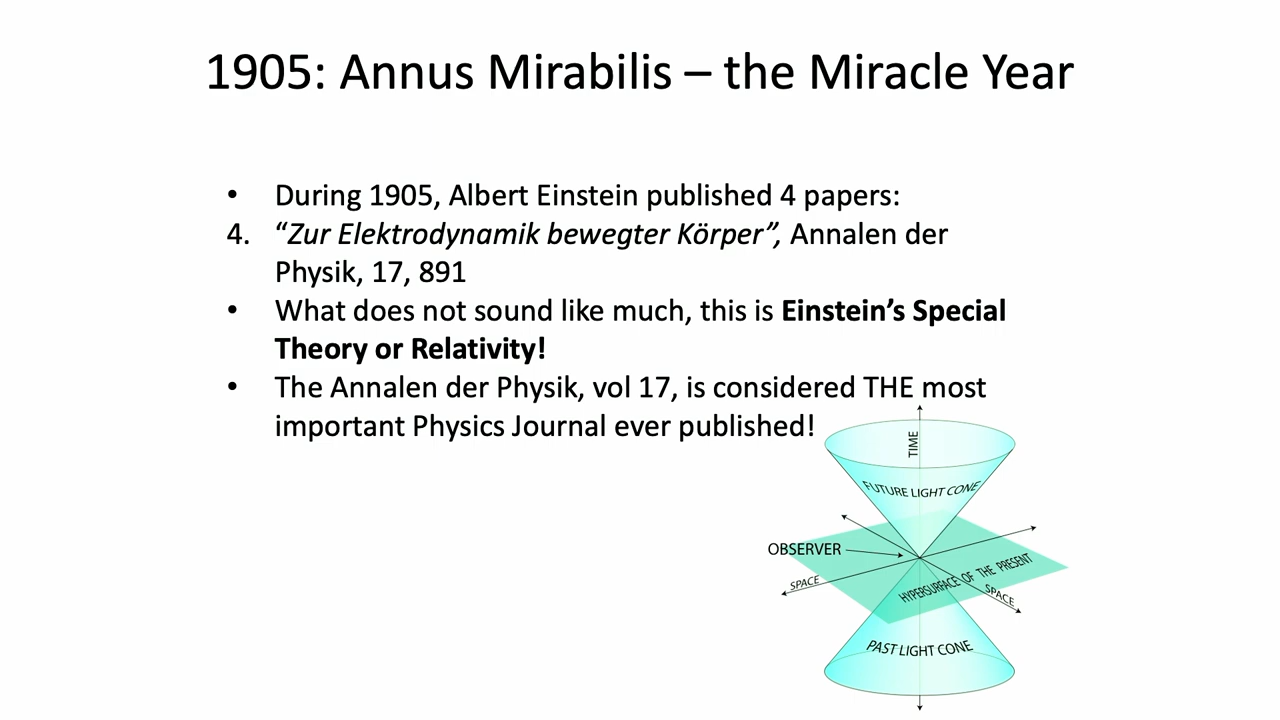 1905: Annus Mirabilis – the Miracle Year
• During 1905, Albert Einstein published 4 papers:
4. “Zur Elektrodynamik bewegter Körper”, Annalen der
Physik, 17, 891
• What does not sound like much, this is Einstein’s Special
Theory or Relativity!
• The Annalen der Physik, vol 17, is considered THE most
important Physics Journal ever published!
TIME
FUTURE LIGHT CONE
OBSERVER
SPACE
HYPERSURFACE OF THE PRESENT
SPACE
PAST LIGHT CONE